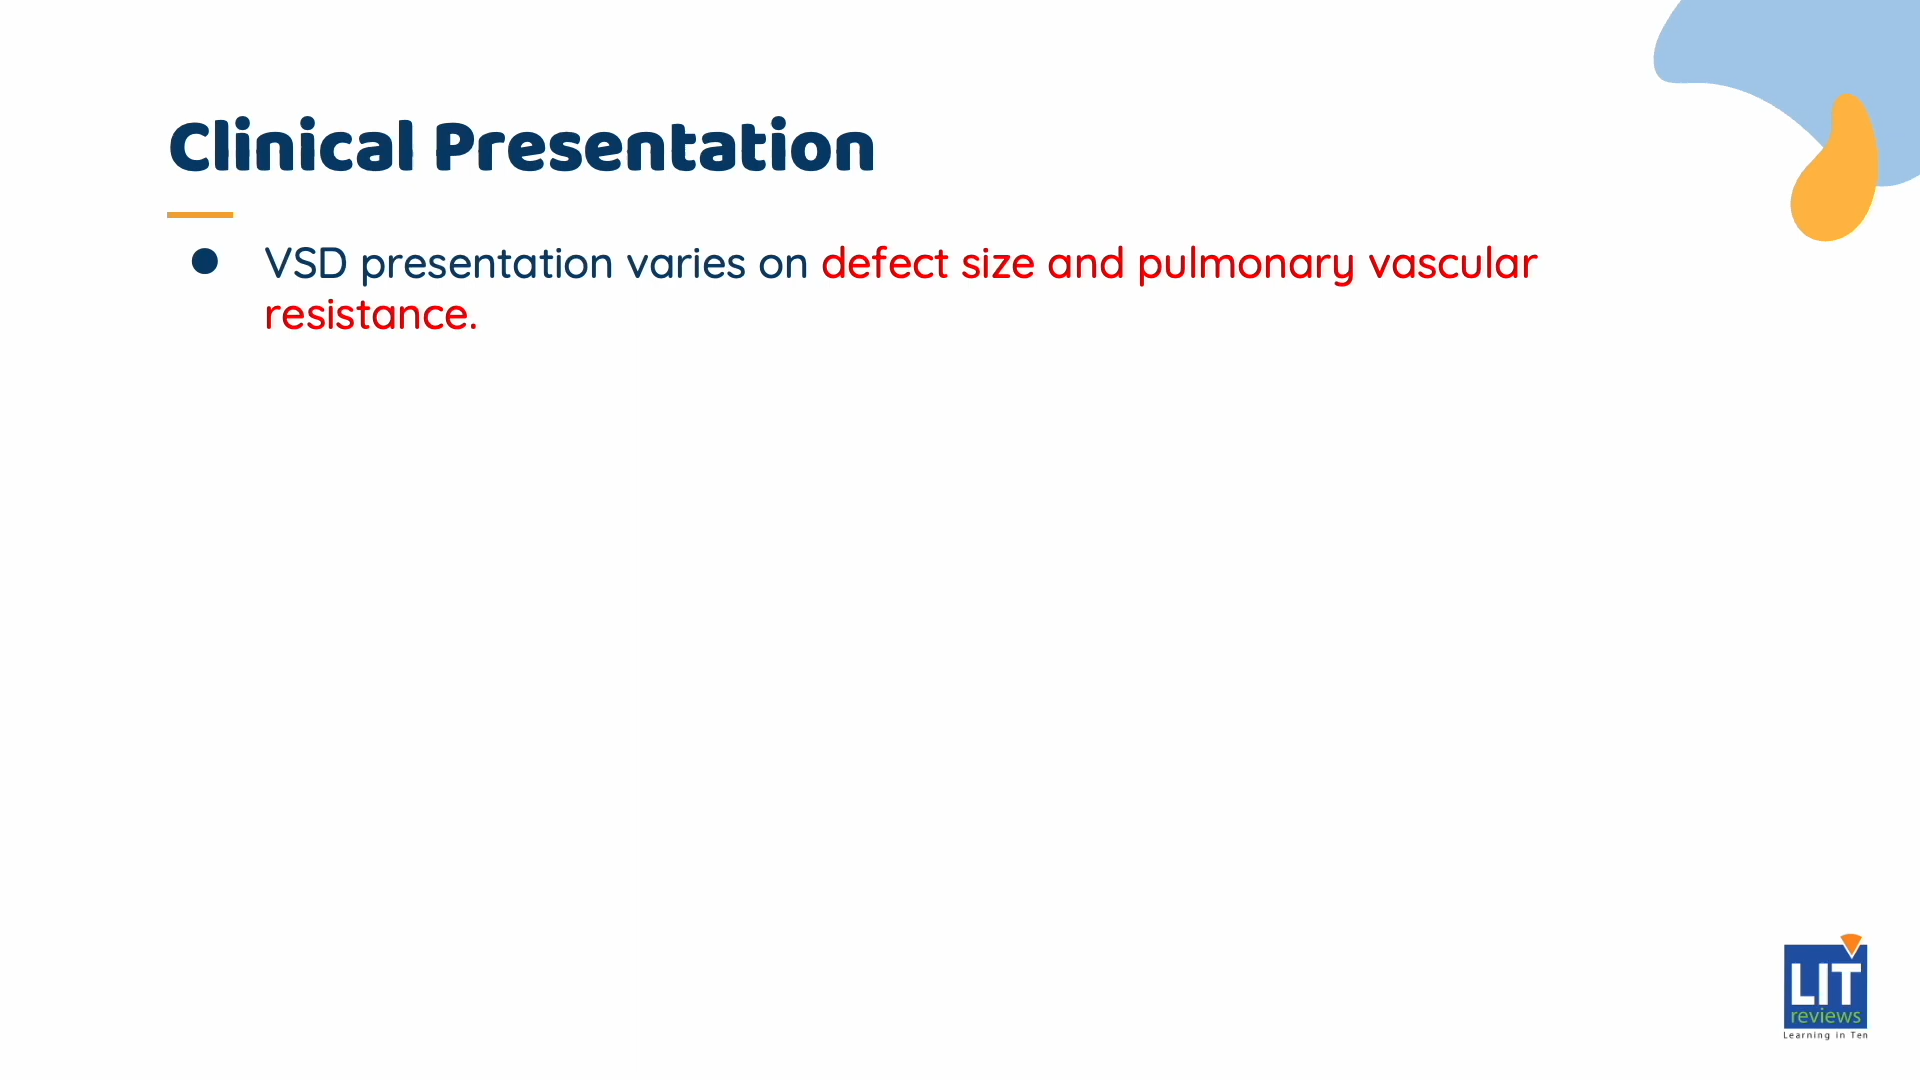 Clinical Presentation
● VSD presentation varies on defect size and pulmonary vascular
resistance.
LIT
reviews
Learning in Ten